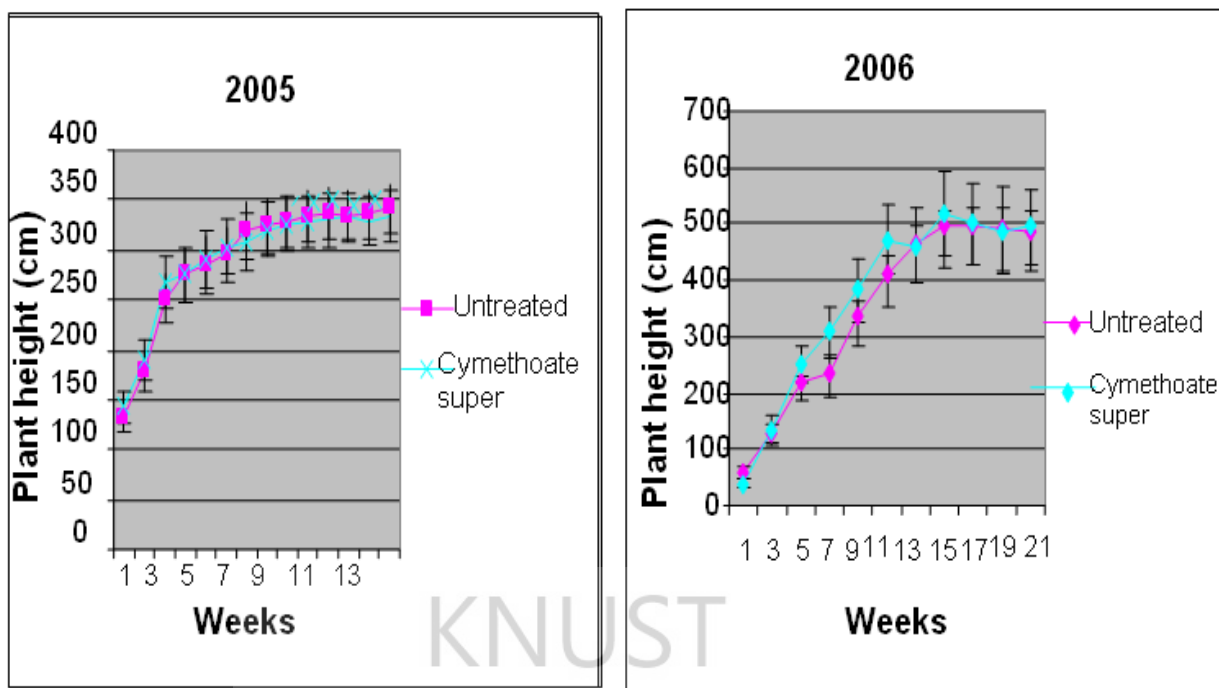 2005
400
350
300
250
200
150
100
50
0
Plant height (cm)
1 3 5 7 9 11 13
Weeks
Untreated
Cymethoate
super
2006
700
600
500
400
300
200
100
0
Plant height (cm)
1 3 5 7 9 11 13 15 17 19 21
Weeks
Untreated
Cymethoate
super
KNUST